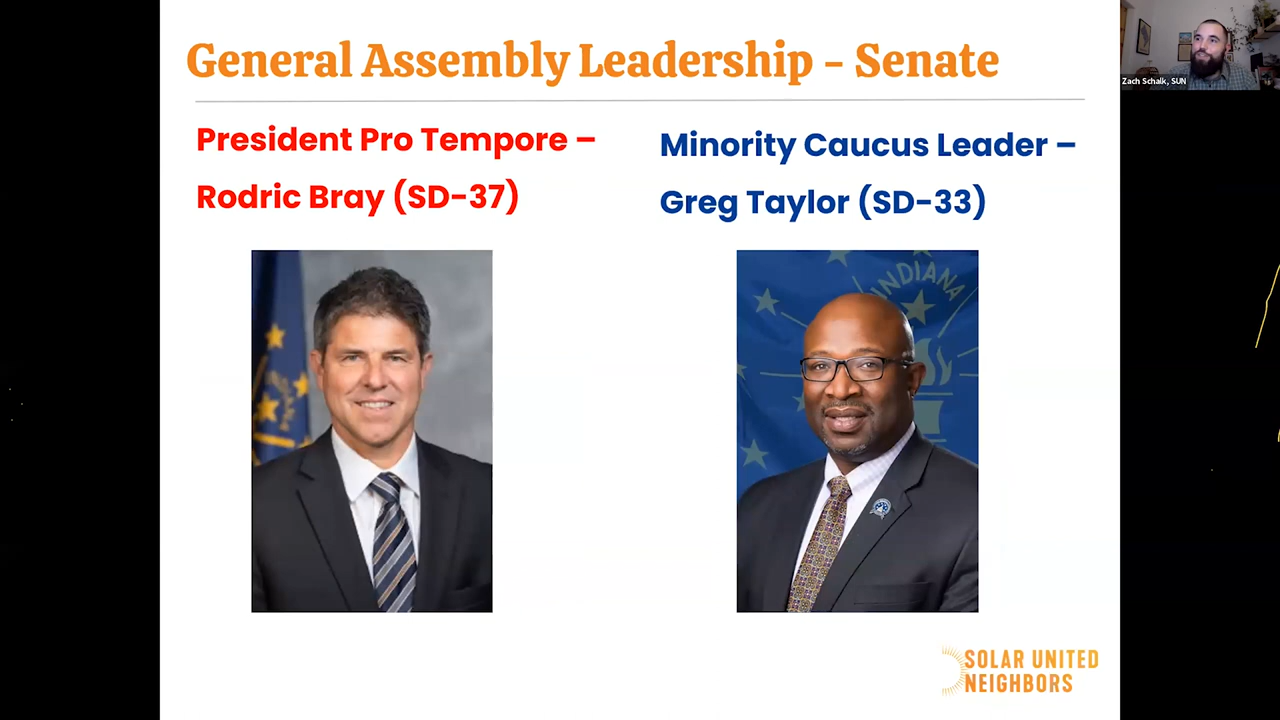 General Assembly Leadership – Senate
President Pro Tempore –
Rodric Bray (SD-37)
Minority Caucus Leader –
Greg Taylor (SD-33)
INDIANA
SOLAR UNITED
NEIGHBORS
Zach Schalk, SUN